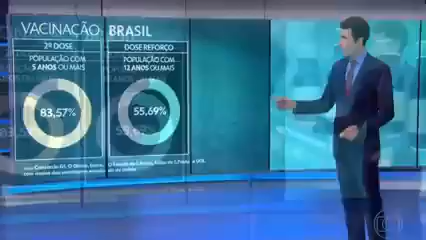 VACINAÇÃO BRASIL
2ª DOSE
POPULAÇÃO COM
5 ANOS OU MAIS
83,57%
DOSE REFORÇO
POPULAÇÃO COM
12 ANOS OU MAIS
55,69%